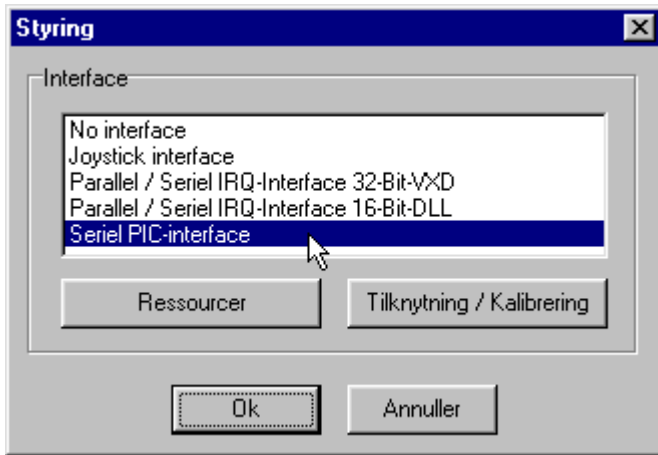 Styring
Interface
No interface
Joystick interface
Parallel / Seriel IRQ-Interface 32-Bit-VXD
Parallel / Seriel IRQ-Interface 16-Bit-DLL
Seriel PIC-interface
Ressourcer
Tilknytning / Kalibrering
Ok
Annuller